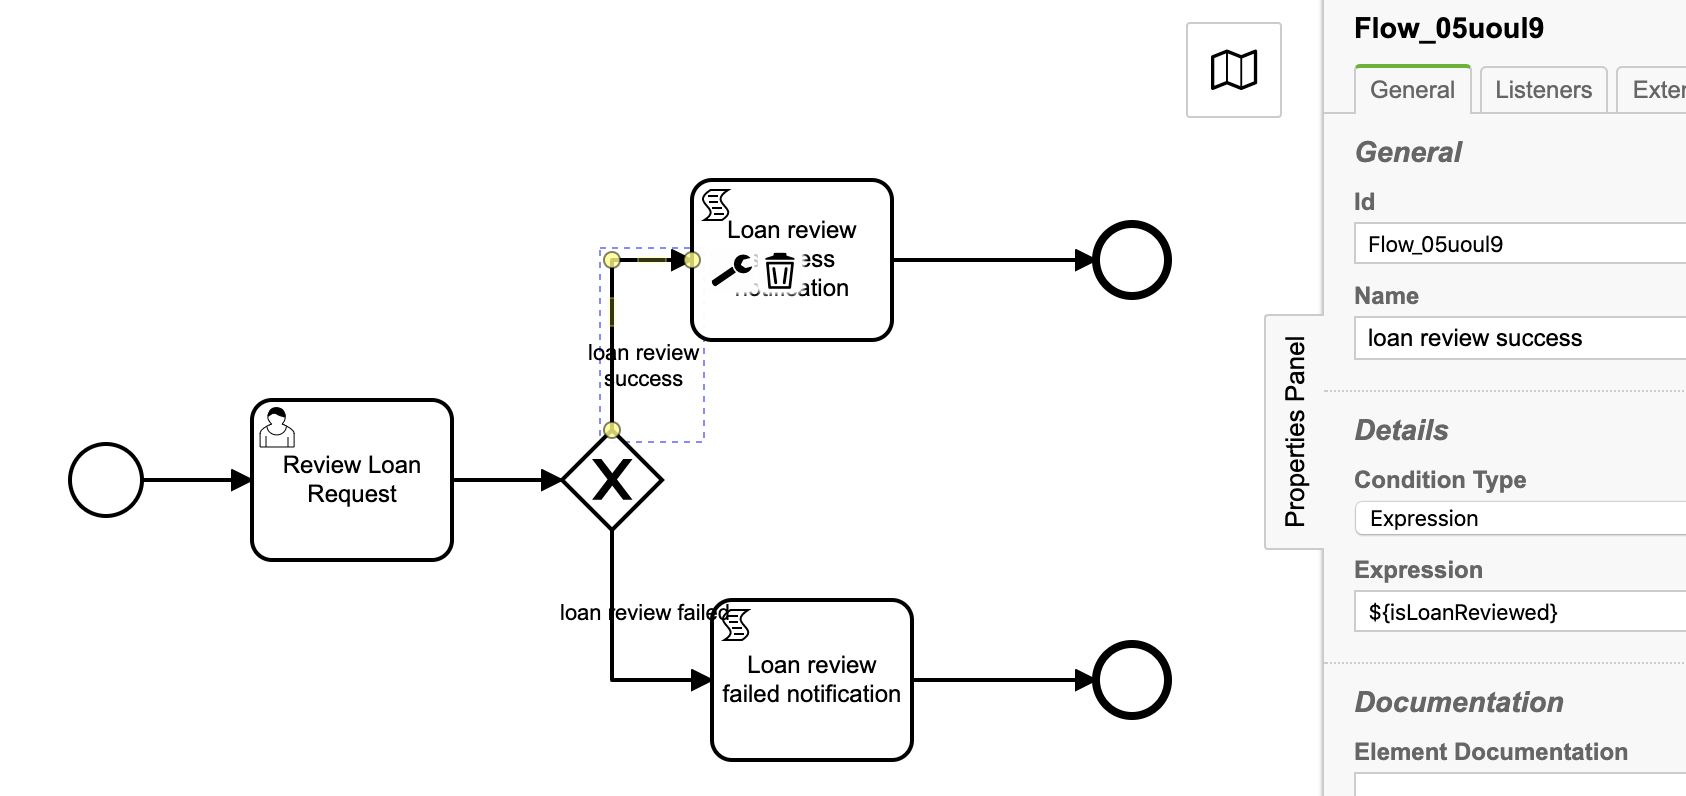 Flow_05uoul9
General
Listeners
Exter
General
Id
Flow_05uoul9
Name
loan review success
Details
Condition Type
Expression
Expression
${isLoanReviewed}
Documentation
Element Documentation
Properties Panel
Loan review
loan review
success
Review Loan
Request
X
loan review failed
Loan review
failed notification